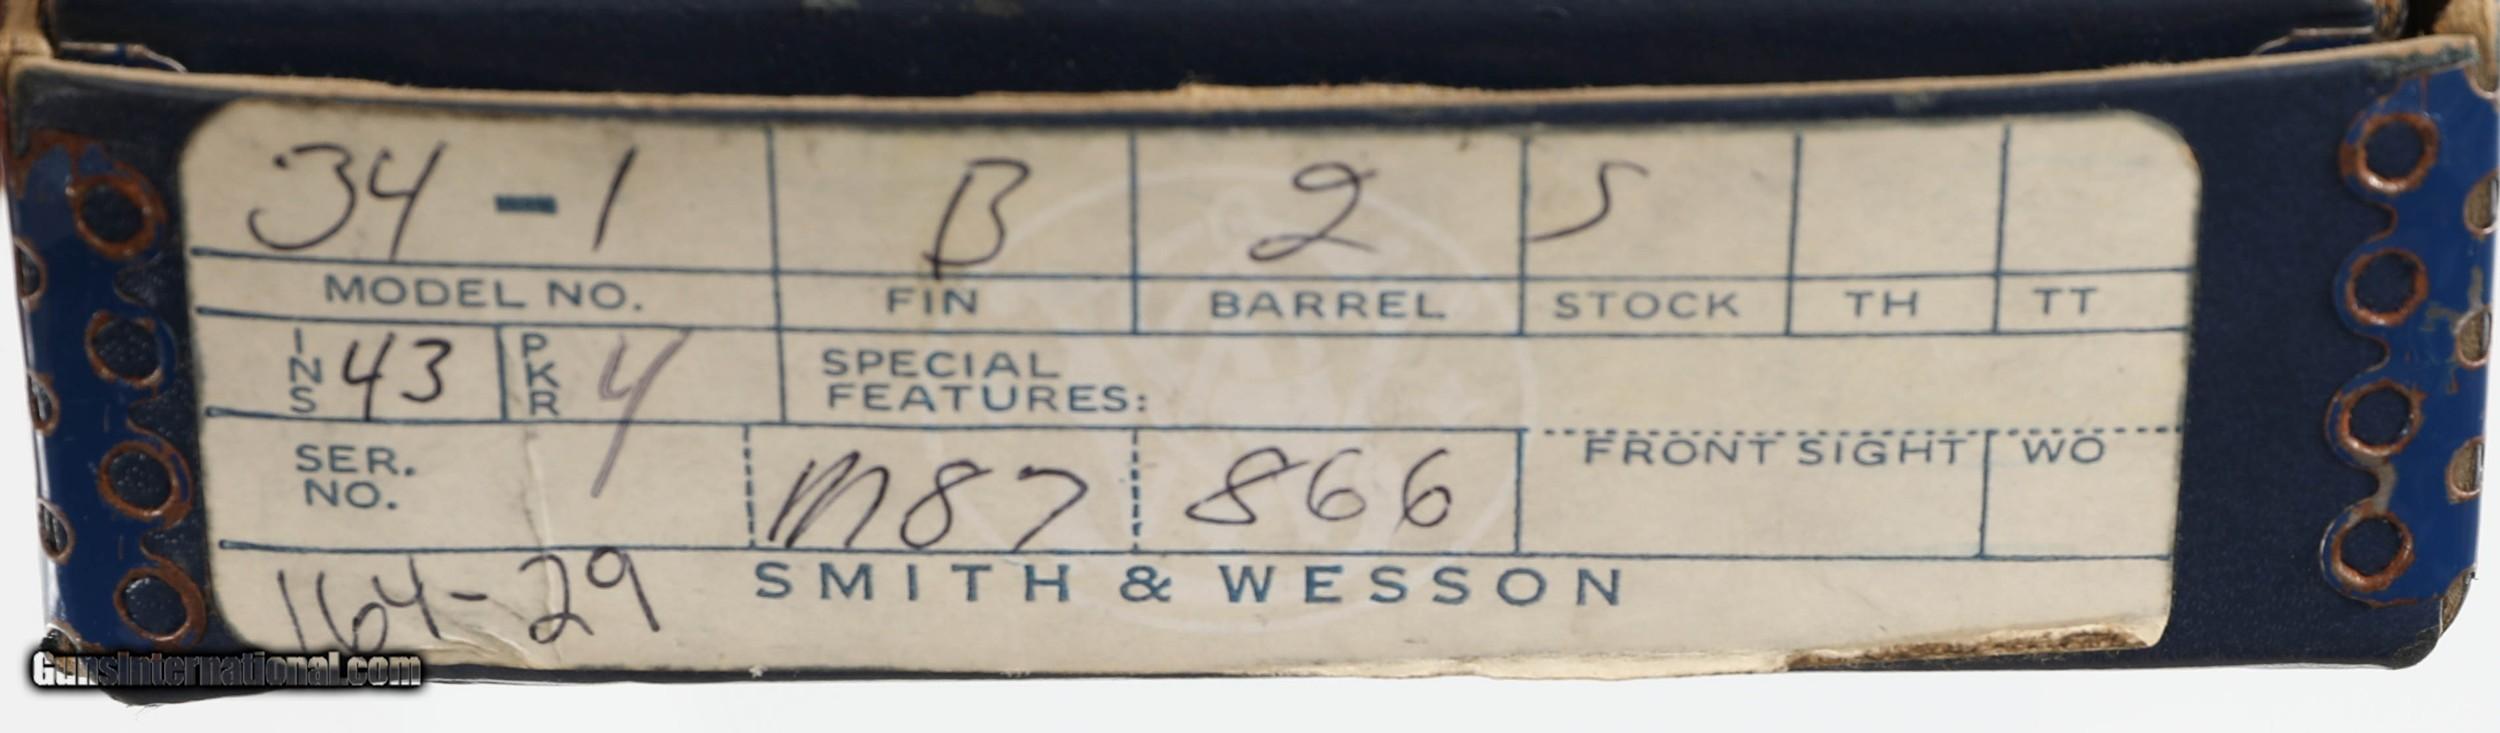 34-1 B 2 S
MODEL NO. FIN BARREL STOCK TH TT
INS 43 PKR 4 SPECIAL
FEATURES:
SER.
NO. M87 866 FRONT SIGHT WO
164-29 SMITH & WESSON
GunsInternational.com